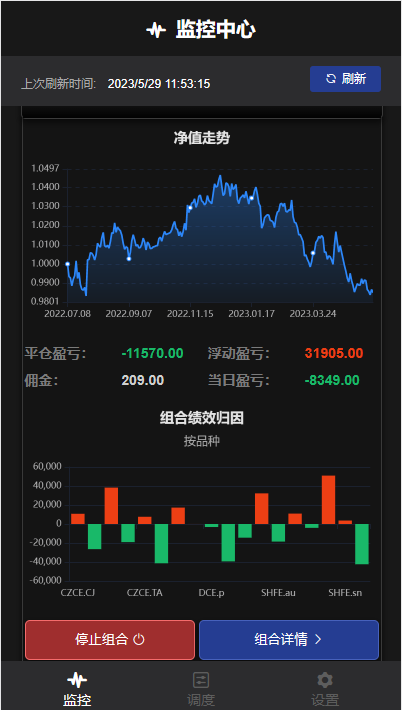 监控中心
上次刷新时间: 2023/5/29 11:53:15 刷新
净值走势
1.0497
1.0400
1.0300
1.0200
1.0100
1.0000
0.9900
0.9801
2022.07.08 2022.09.07 2022.11.15 2023.01.17 2023.03.24
平仓盈亏: -11570.00 浮动盈亏: 31905.00
佣金: 209.00 当日盈亏: -8349.00
组合绩效归因
按品种
60,000
40,000
20,000
0
-20,000
-40,000
-60,000
CZCE.CJ CZCE.TA DCE.p SHFE.au SHFE.sn
停止组合 组合详情
监控 调度 设置